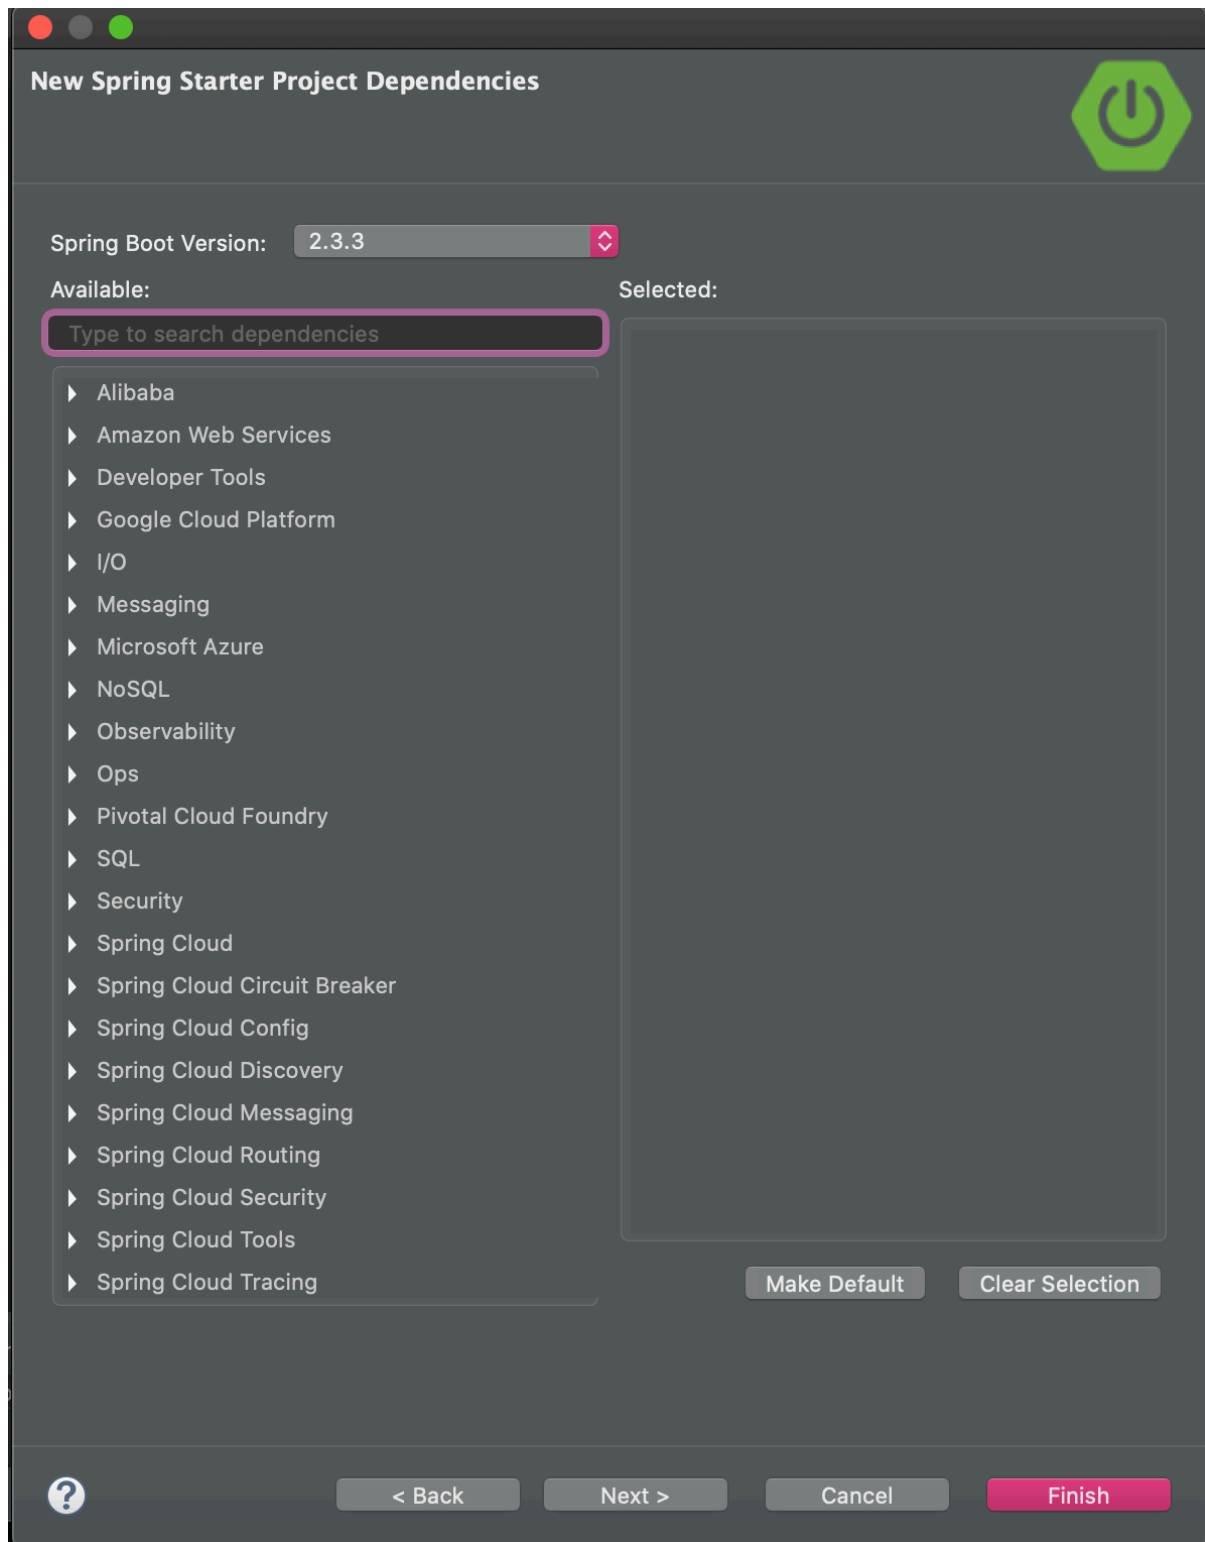 New Spring Starter Project Dependencies
Spring Boot Version: 2.3.3
Available: Selected:
Type to search dependencies
Alibaba
Amazon Web Services
Developer Tools
Google Cloud Platform
I/O
Messaging
Microsoft Azure
NoSQL
Observability
Ops
Pivotal Cloud Foundry
SQL
Security
Spring Cloud
Spring Cloud Circuit Breaker
Spring Cloud Config
Spring Cloud Discovery
Spring Cloud Messaging
Spring Cloud Routing
Spring Cloud Security
Spring Cloud Tools
Spring Cloud Tracing
Make Default Clear Selection
? < Back Next > Cancel Finish